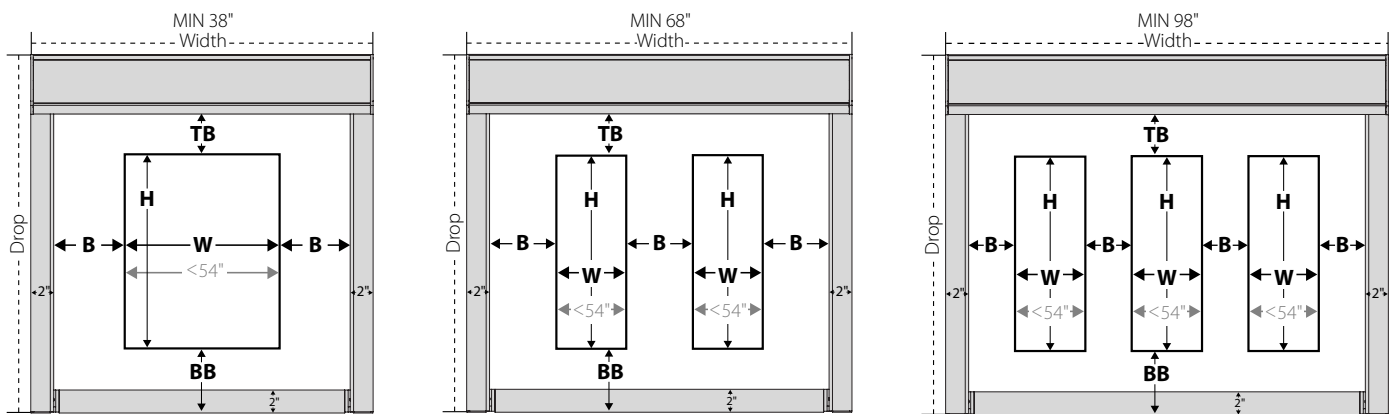 MIN 38"
Width
Drop
TB
H
B
W
B
<54"
2"
2"
BB
2"
MIN 68"
Width
Drop
TB
H
H
B
B
B
W
W
<54"
<54"
2"
2"
BB
2"
MIN 98"
Width
Drop
TB
H
H
H
B
B
B
B
W
W
W
<54"
<54"
<54"
2"
2"
BB
2"